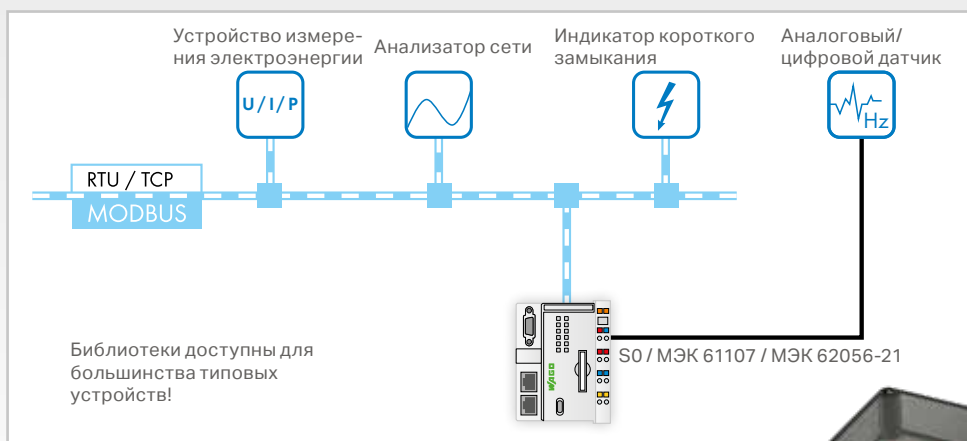 Устройство измере-
ния электроэнергии
Анализатор сети
Индикатор короткого
замыкания
Аналоговый/
цифровой датчик
U/I/P
Hz
RTU / TCP
MODBUS
WAGO
S0 / МЭК 61107 / МЭК 62056-21
Библиотеки доступны для
большинства типовых
устройств!